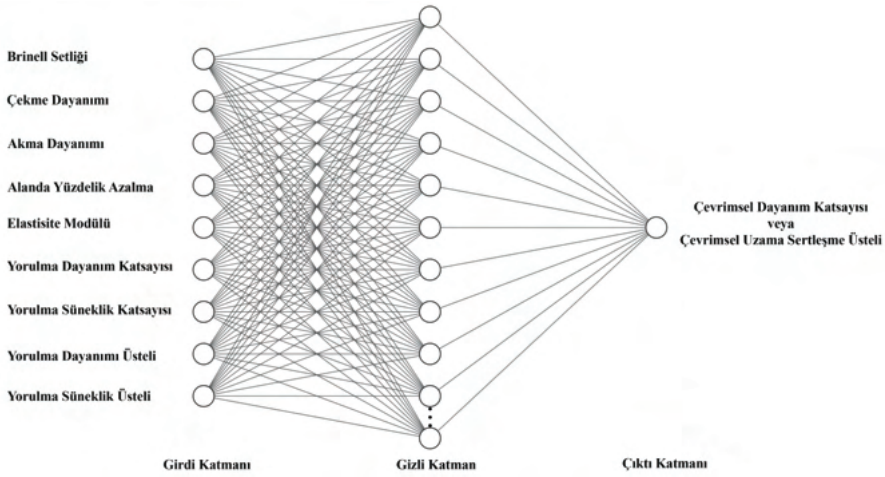 Brinell Setliği
Çekme Dayanımı
Akma Dayanımı
Alanda Yüzdelik Azalma
Elastisite Modülü
Yorulma Dayanım Katsayısı
Yorulma Süneklik Katsayısı
Yorulma Dayanımı Üsteli
Yorulma Süneklik Üsteli
Çevrimsel Dayanım Katsayısı
veya
Çevrimsel Uzama Sertleşme Üsteli
Girdi Katmanı
Gizli Katman
Çıktı Katmanı